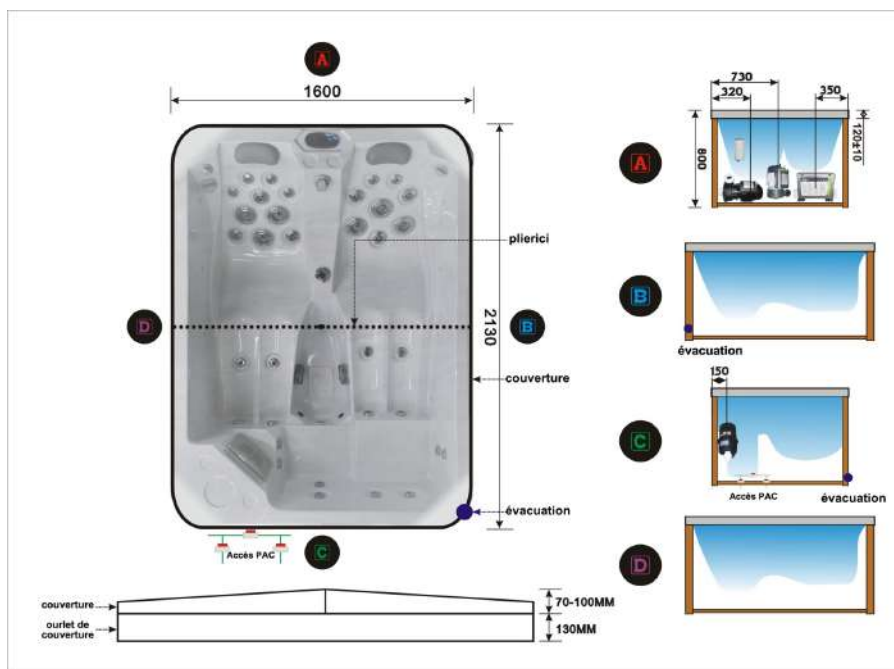 A
1600
plierici
D
B
2130
couverture
évacuation
Accès PAC
C
couverture
ourlet de
couverture
70-100MM
130MM
730
320
350
A
800
120±10
B
évacuation
150
C
Accès PAC
évacuation
D